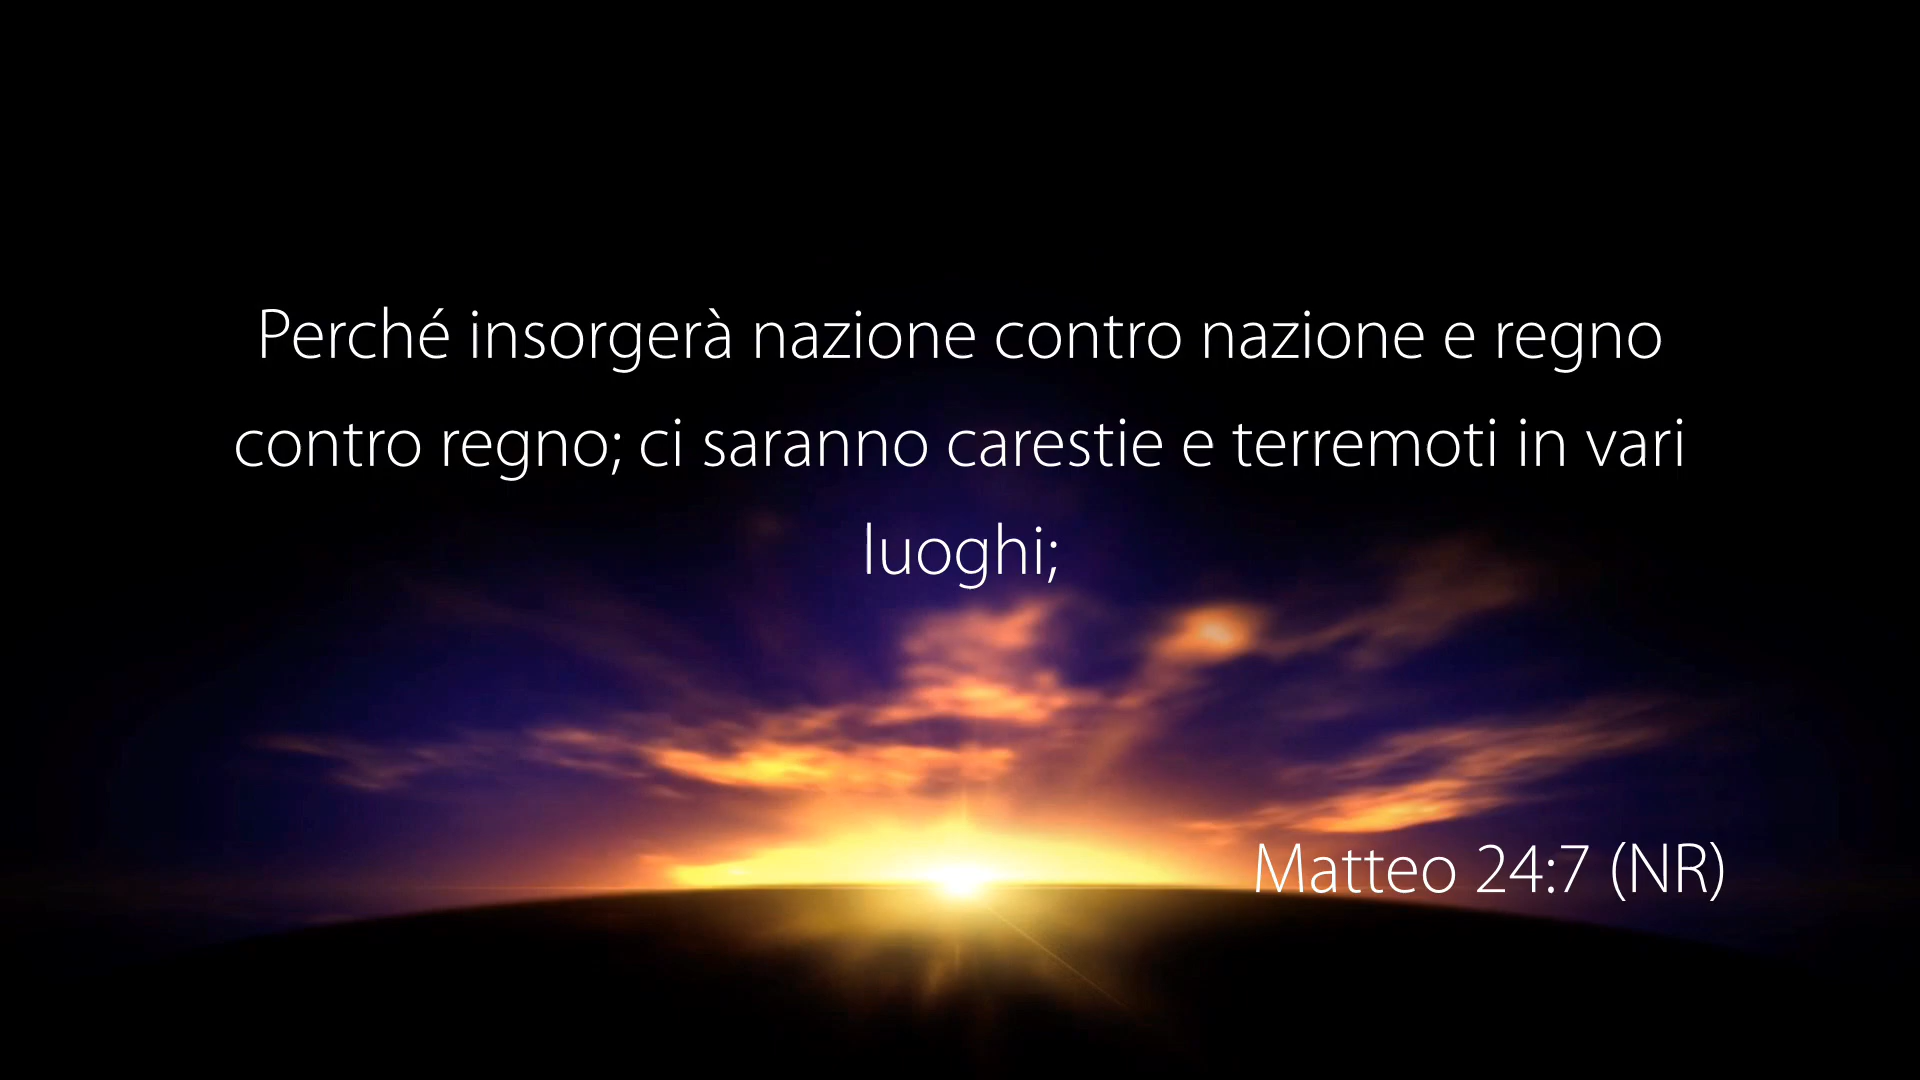 Perché insorgerà nazione contro nazione e regno
contro regno; ci saranno carestie e terremoti in vari
luoghi;
Matteo 24:7 (NR)